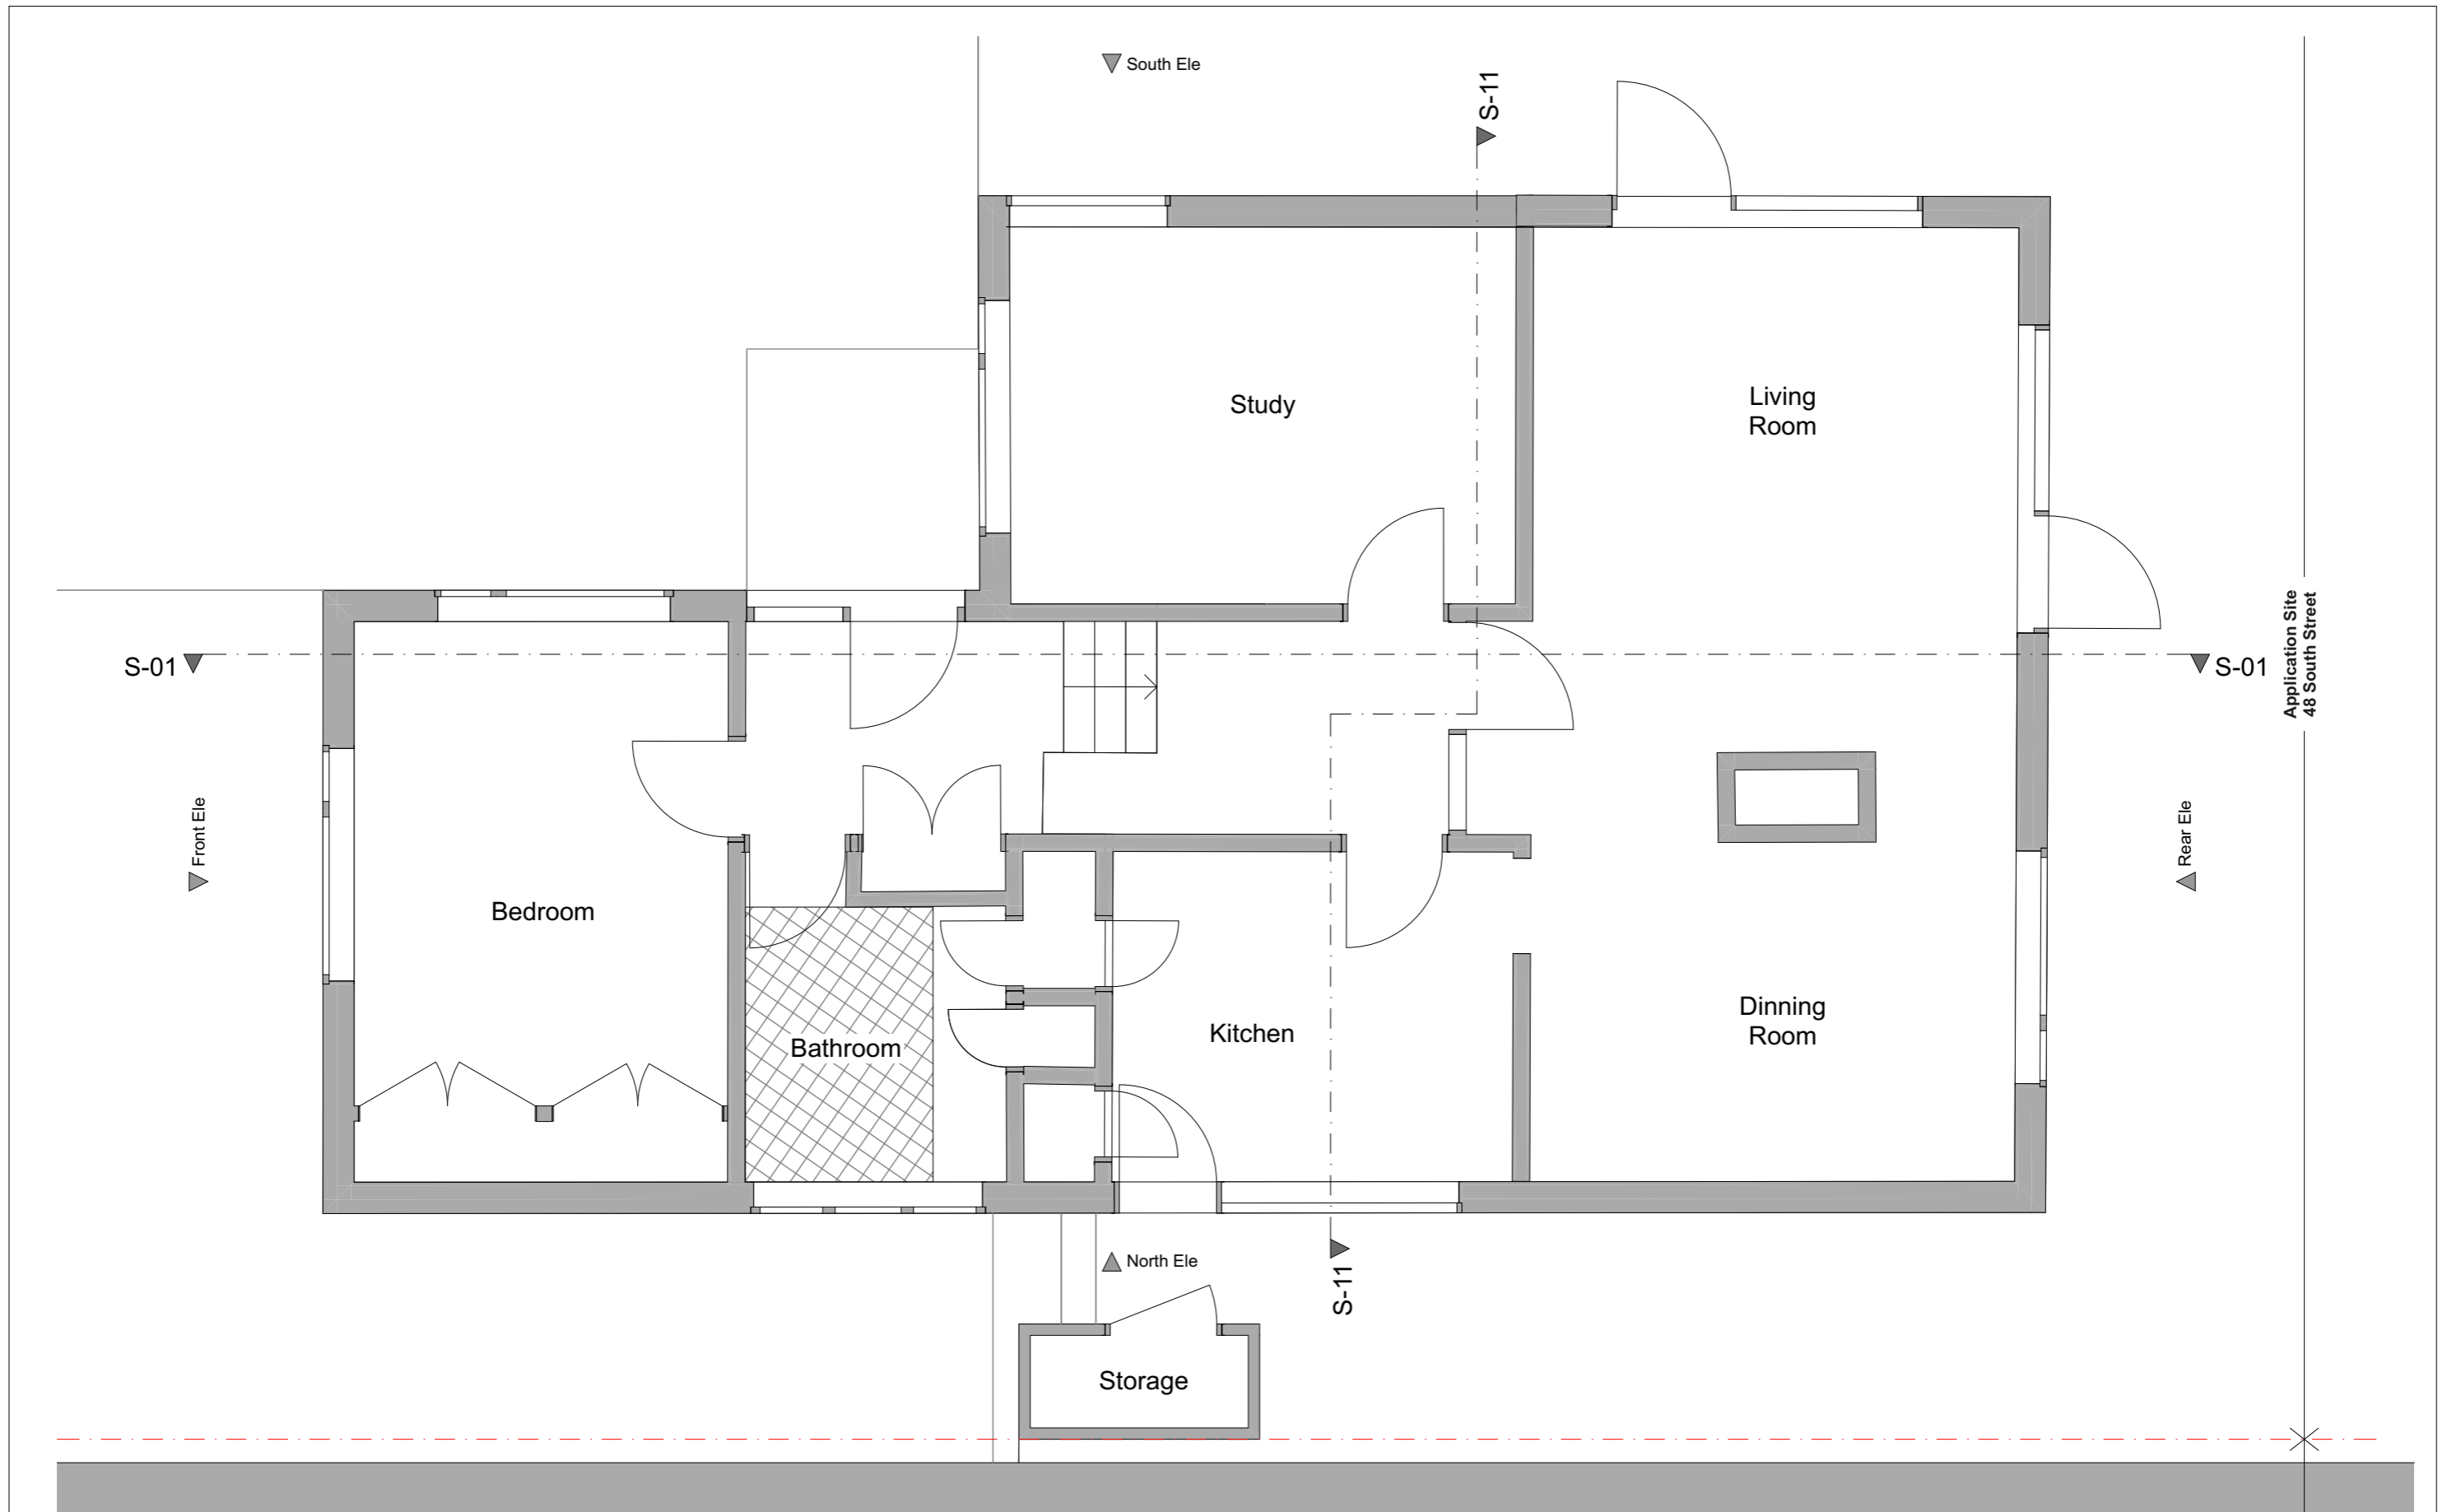 South Ele
S-11
Study
Living
Room
Application Site
48 South Street
S-01
S-01
Front Ele
Rear Ele
Bedroom
Bathroom
Kitchen
Dinning
Room
North Ele
S-11
Storage